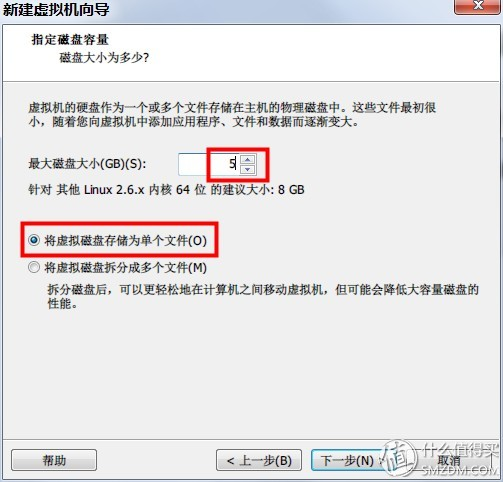 新建虚拟机向导
指定磁盘容量
磁盘大小为多少?
虚拟机的硬盘作为一个或多个文件存储在主机的物理磁盘中。这些文件最初很
小，随着您向虚拟机中添加应用程序、文件和数据而逐渐变大。
最大磁盘大小(GB)(S): 5
针对 其他 Linux 2.6.x 内核 64 位 的建议大小: 8 GB
将虚拟磁盘存储为单个文件(O)
将虚拟磁盘拆分成多个文件(M)
拆分磁盘后，可以更轻松地在计算机之间移动虚拟机，但可能会降低大容量磁盘的
性能。
帮助 < 上一步(B) 下一步(N) > 取消
值 什么值得买
SMZDM.COM